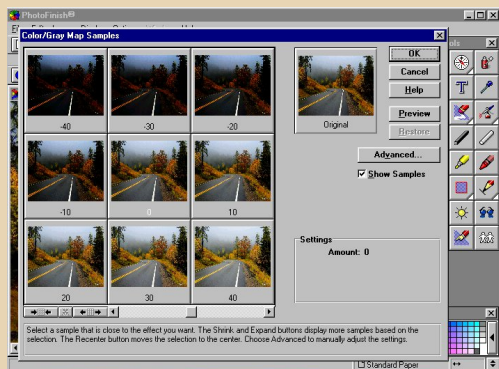 PhotoFinish®
Color/Gray Map Samples
-40
-30
-20
-10
0
10
20
30
40
Original
OK
Cancel
Help
Preview
Restore
Advanced...
Show Samples
Settings
Amount: 0
Select a sample that is close to the effect you want. The Shrink and Expand buttons display more samples based on the
selection. The Recenter button moves the selection to the center. Choose Advanced to manually adjust the settings.
Standard Paper